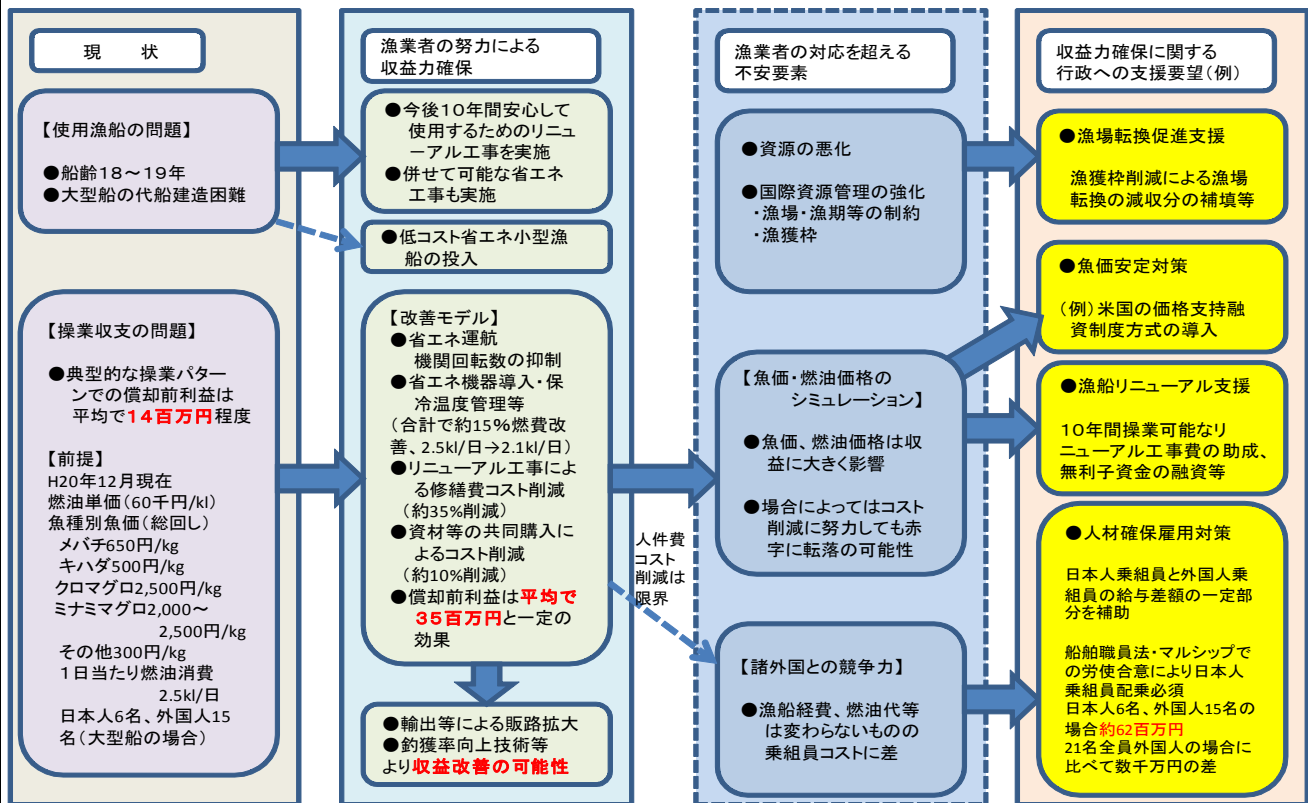 現　状
【使用漁船の問題】
●船齢18～19年
●大型船の代船建造困難
【操業収支の問題】
●典型的な操業パター
ンでの償却前利益は
平均で14百万円程度
【前提】
H20年12月現在
燃油単価(60千円/kl)
魚種別魚価(総回し)
メバチ650円/kg
キハダ500円/kg
クロマグロ2,500円/kg
ミナミマグロ2,000～
2,500円/kg
その他300円/kg
１日当たり燃油消費
2.5kl/日
日本人6名、外国人15
名(大型船の場合)
漁業者の努力による
収益力確保
●今後１０年間安心して
使用するためのリニュ
ーアル工事を実施
●併せて可能な省エネ
工事も実施
●低コスト省エネ小型漁
船の投入
【改善モデル】
●省エネ運航
機関回転数の抑制
●省エネ機器導入・保
冷温度管理等
(合計で約15%燃費改
善、2.5kl/日→2.1kl/日)
●リニューアル工事によ
る修繕費コスト削減
(約35%削減)
●資材等の共同購入に
よるコスト削減
(約10%削減)
●償却前利益は平均で
３５百万円と一定の
効果
●輸出等による販路拡大
●釣獲率向上技術等
より収益改善の可能性
人件費
コスト
削減は
限界
漁業者の対応を超える
不安要素
●資源の悪化
●国際資源管理の強化
・漁場・漁期等の制約
・漁獲枠
【魚価・燃油価格の
シミュレーション】
●魚価、燃油価格は収
益に大きく影響
●場合によってはコスト
削減に努力しても赤
字に転落の可能性
【諸外国との競争力】
●漁船経費、燃油代等
は変わらないものの
乗組員コストに差
収益力確保に関する
行政への支援要望(例)
●漁場転換促進支援
漁獲枠削減による漁場
転換の減収分の補填等
●魚価安定対策
(例)米国の価格支持融
資制度方式の導入
●漁船リニューアル支援
10年間操業可能なリ
ニューアル工事費の助成、
無利子資金の融資等
●人材確保雇用対策
日本人乗組員と外国人乗
組員の給与差額の一定部
分を補助
船舶職員法・マルシップで
の労使合意により日本人
乗組員配乗必須
日本人6名、外国人15名の
場合約62百万円
21名全員外国人の場合に
比べて数千万円の差